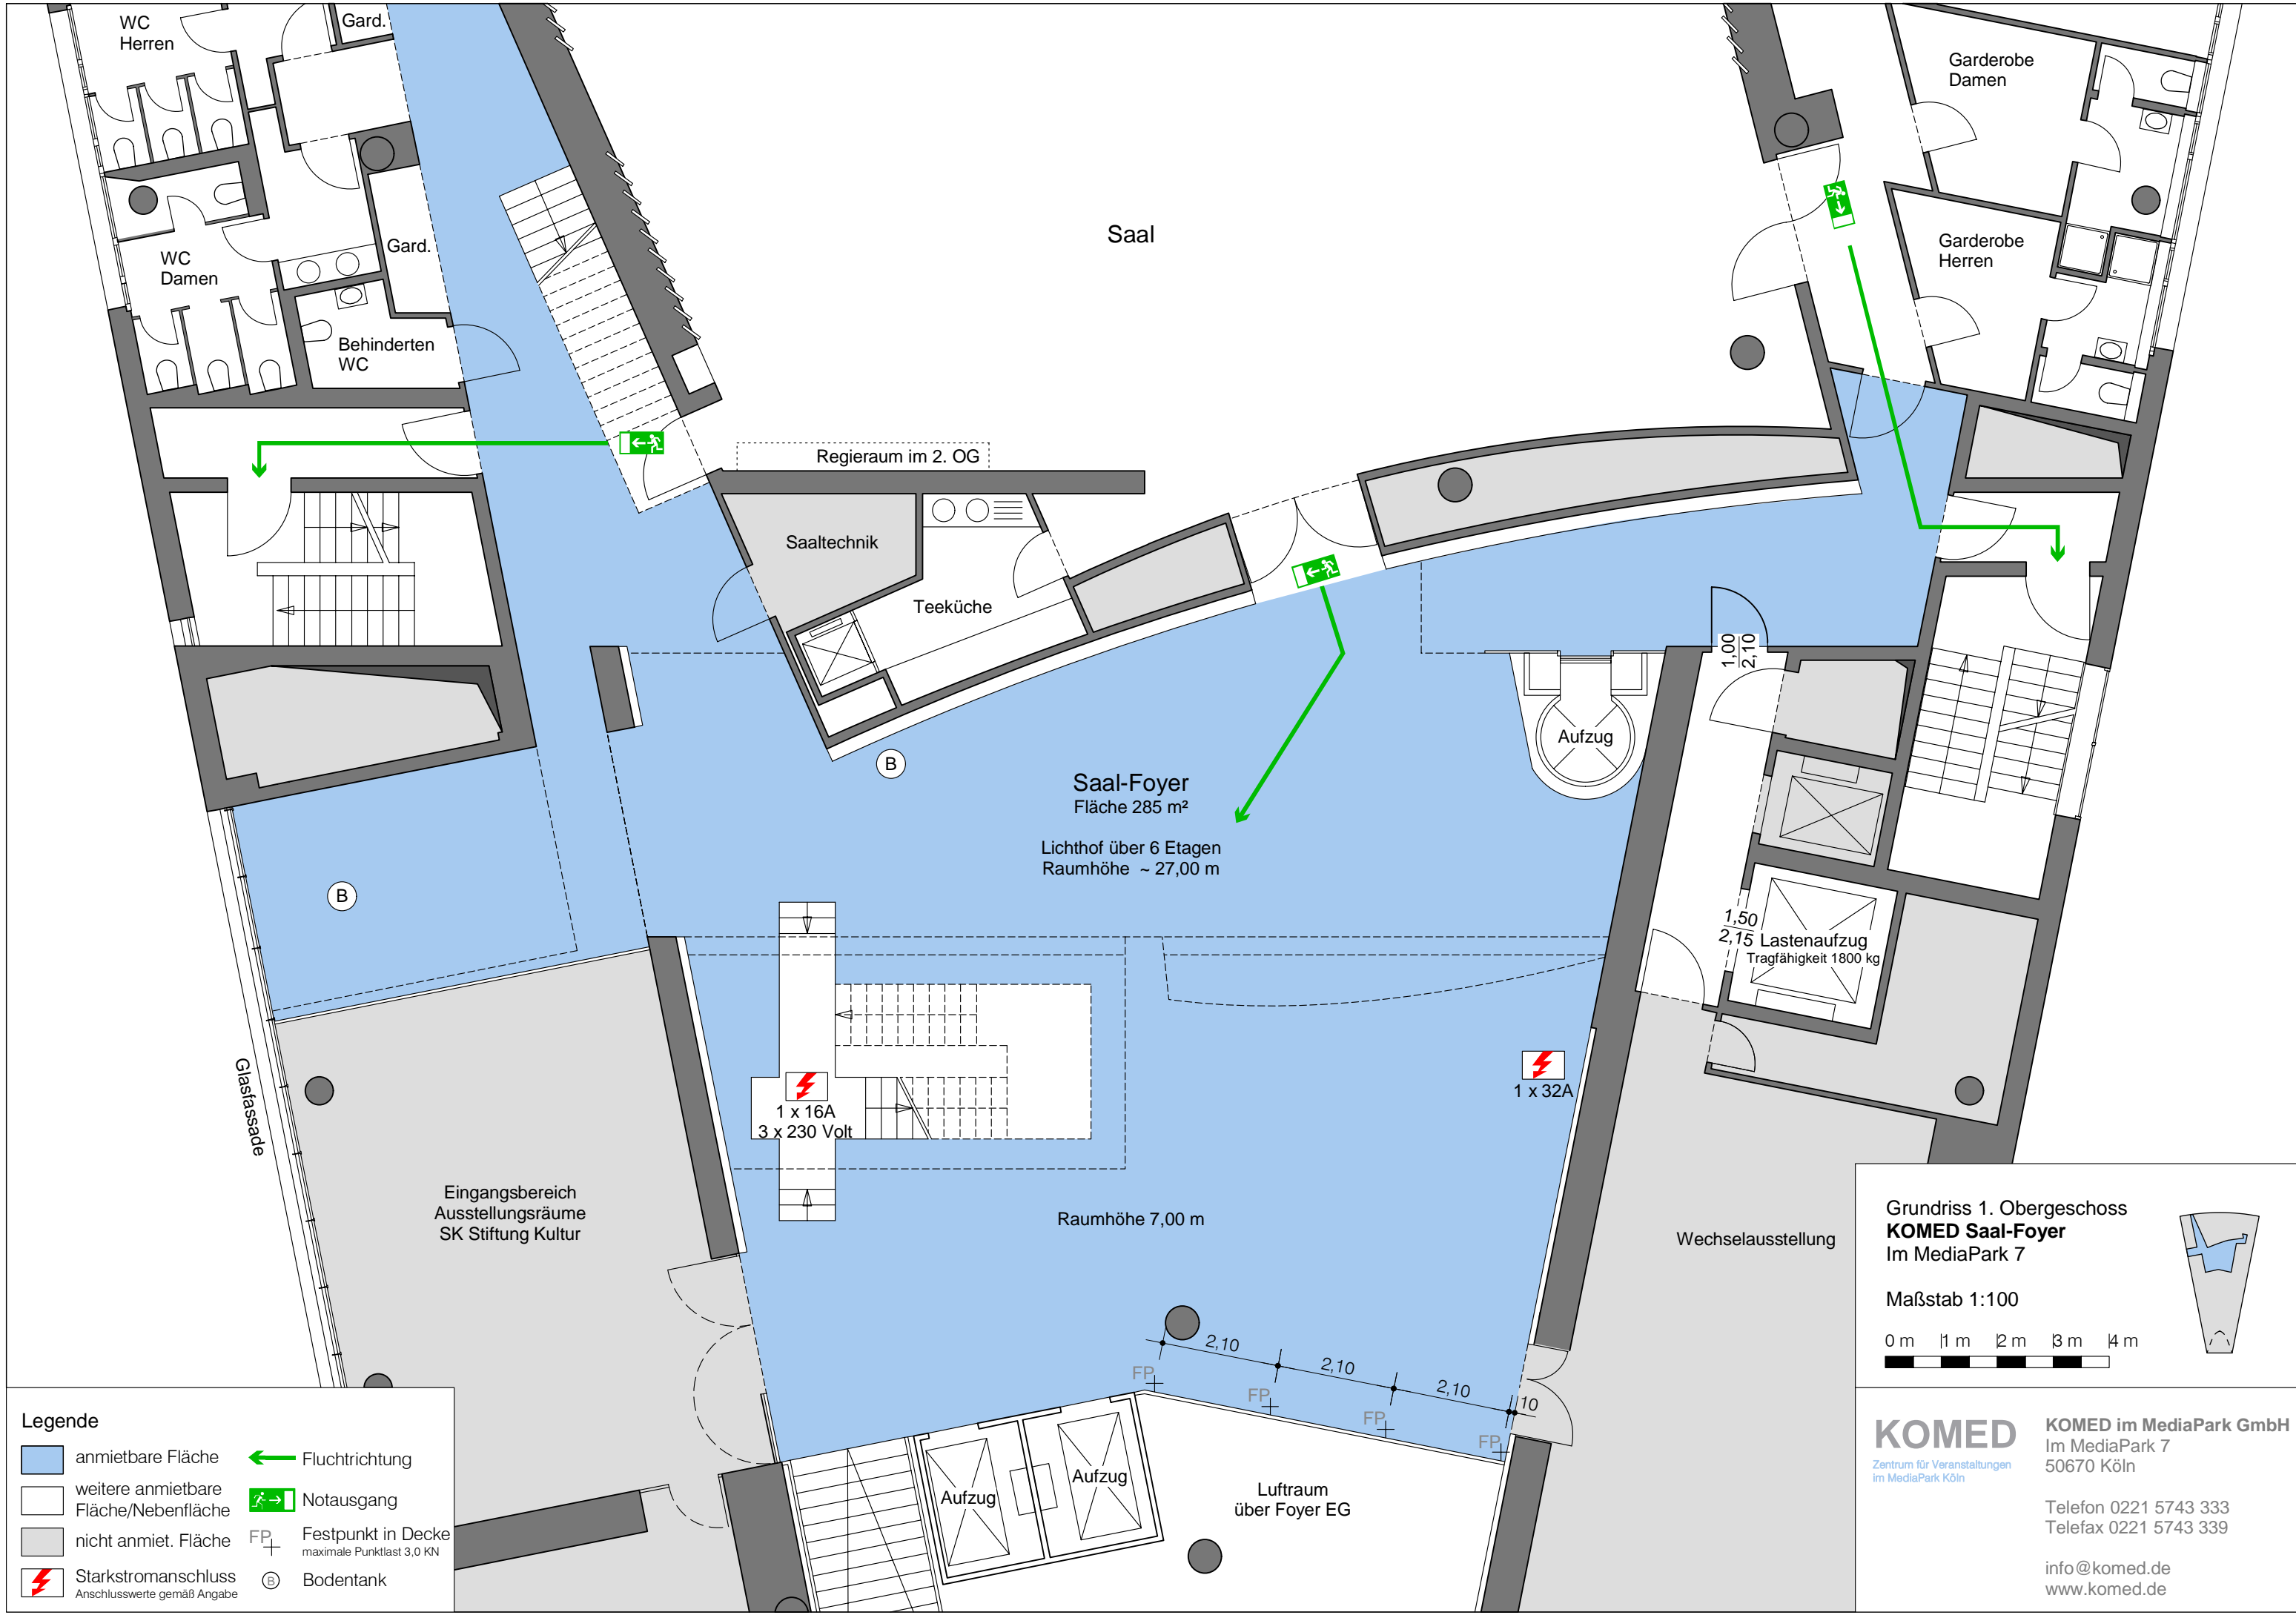 WC
Herren
Gard.
Garderobe
Damen
Saal
Gard.
WC
Damen
Garderobe
Herren
Behinderten
WC
Regieraum im 2. OG
Saaltechnik
Teeküche
1,00
2,10
Aufzug
B
Saal-Foyer
Fläche 285 m²
Lichthof über 6 Etagen
Raumhöhe ~ 27,00 m
B
1,50
2,15
Lastenaufzug
Tragfähigkeit 1800 kg
Glasfassade
1 x 16A
3 x 230 Volt
1 x 32A
Eingangsbereich
Ausstellungsräume
SK Stiftung Kultur
Raumhöhe 7,00 m
Wechselausstellung
2,10
2,10
2,10
10
FP
FP
FP
FP
Aufzug
Aufzug
Luftraum
über Foyer EG
Grundriss 1. Obergeschoss
KOMED Saal-Foyer
Im MediaPark 7
Maßstab 1:100
0 m 1 m 2 m 3 m 4 m
Legende
anmietbare Fläche
weitere anmietbare
Fläche/Nebenfläche
nicht anmiet. Fläche
Starkstromanschluss
Anschlusswerte gemäß Angabe
Fluchtrichtung
Notausgang
FP
Festpunkt in Decke
maximale Punktlast 3,0 KN
B
Bodentank
KOMED
Zentrum für Veranstaltungen
im MediaPark Köln
KOMED im MediaPark GmbH
Im MediaPark 7
50670 Köln
Telefon 0221 5743 333
Telefax 0221 5743 339
info@komed.de
www.komed.de